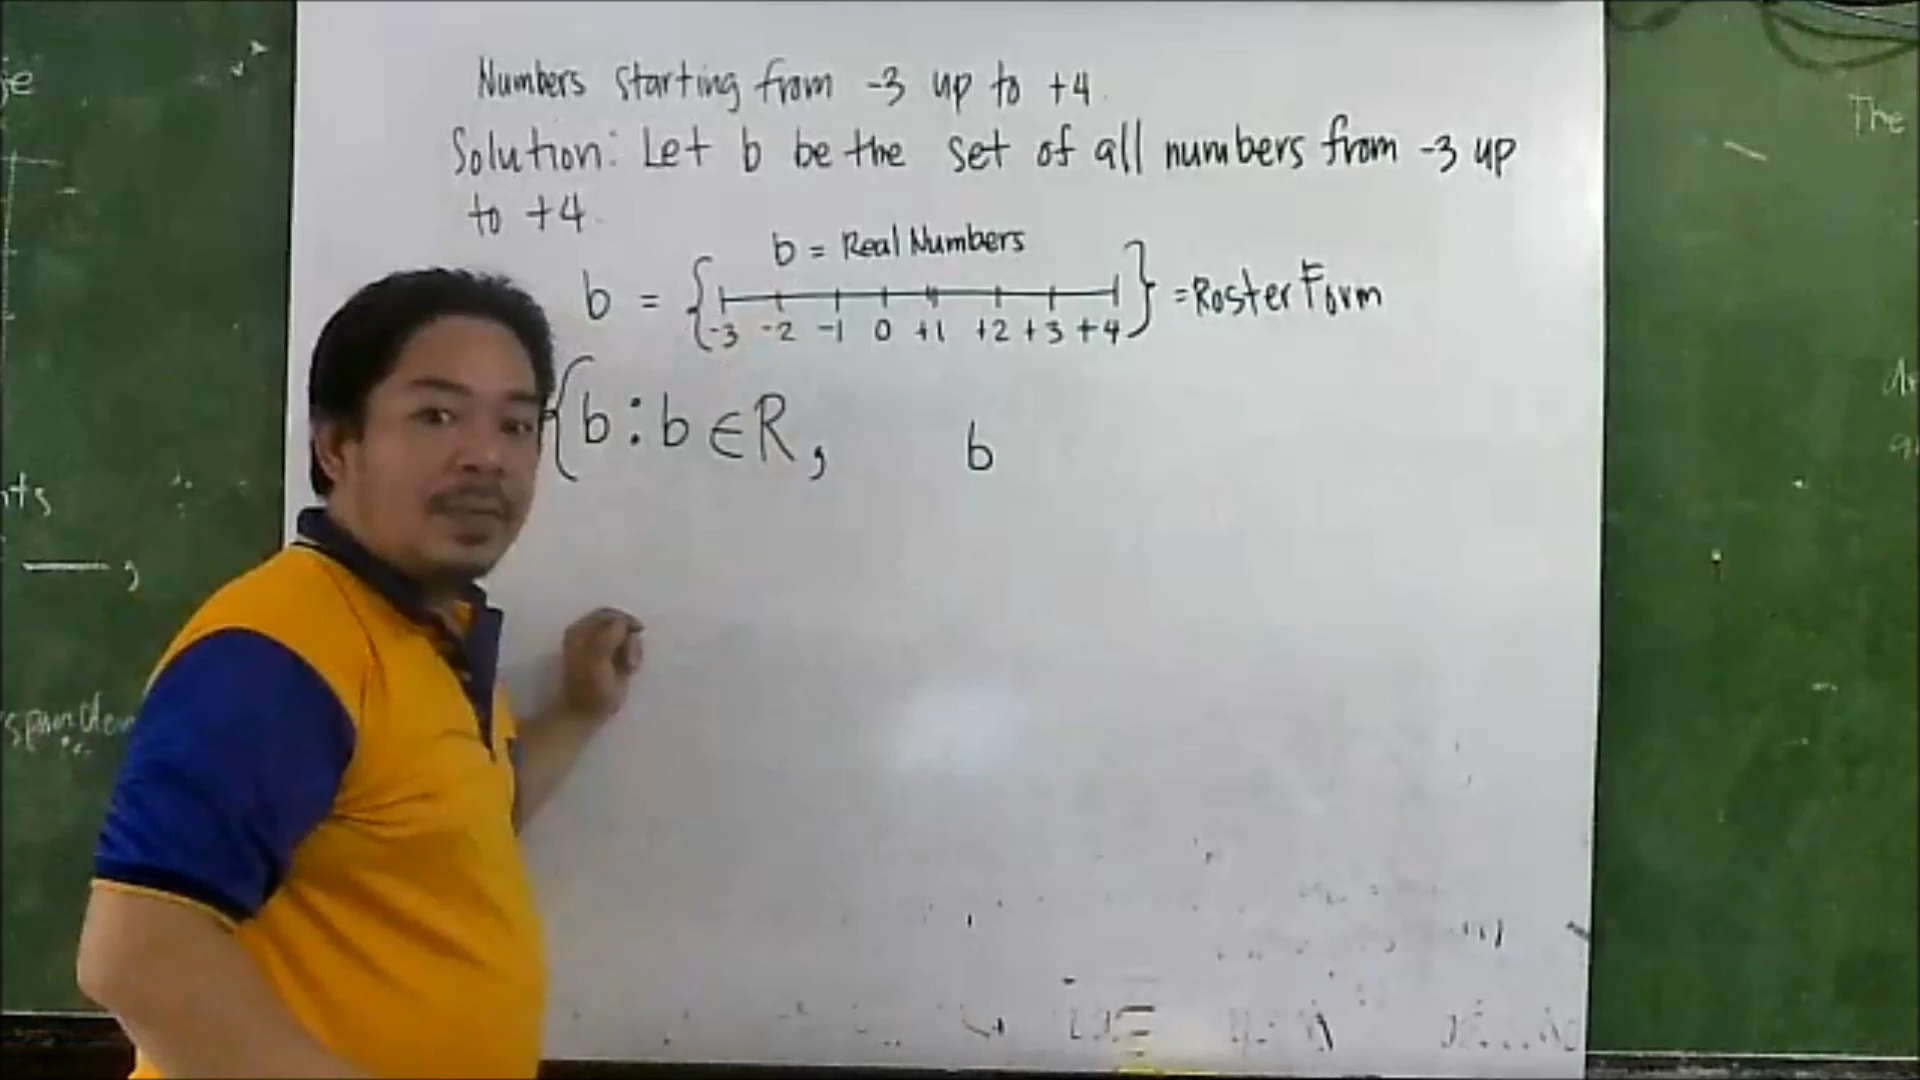 Numbers starting from -3 up to +4.
Solution: Let b be the set of all numbers from -3 up
to +4.
b = Real Numbers
b = { } = Roster Form
-3 -2 -1 0 +1 +2 +3 +4
{b : b ∈ R, b
The